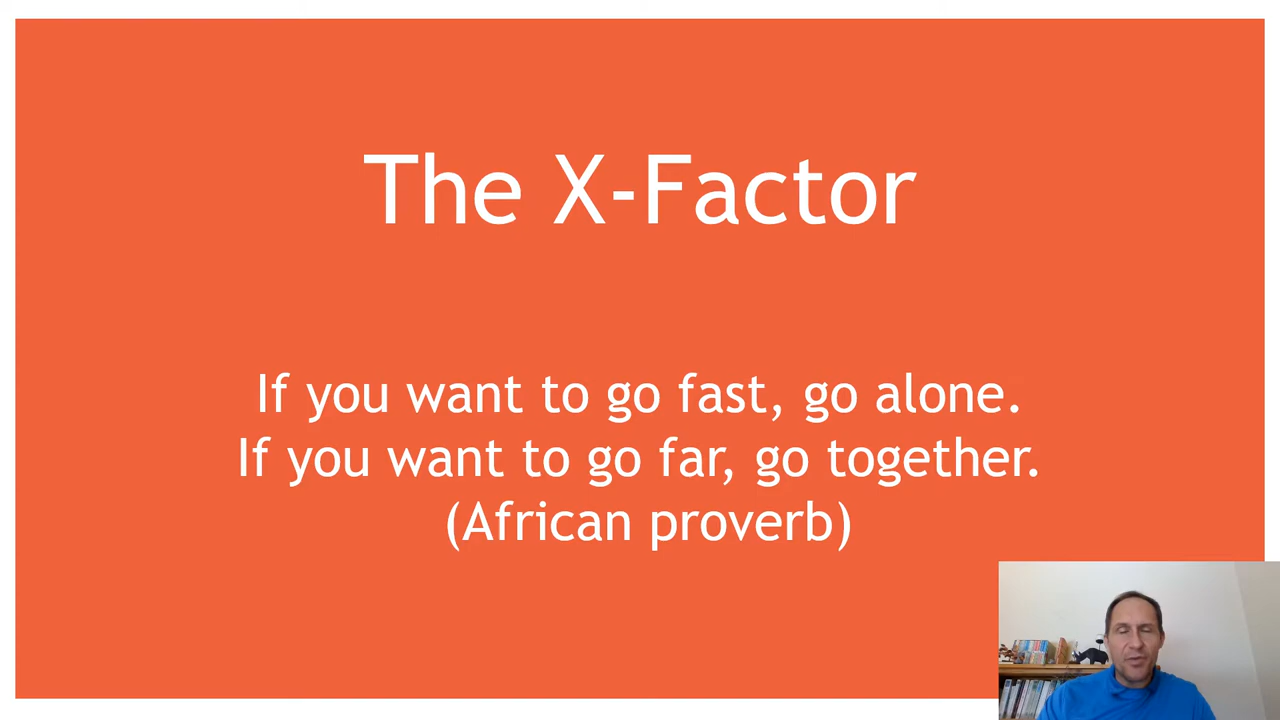 The X-Factor
If you want to go fast, go alone.
If you want to go far, go together.
(African proverb)